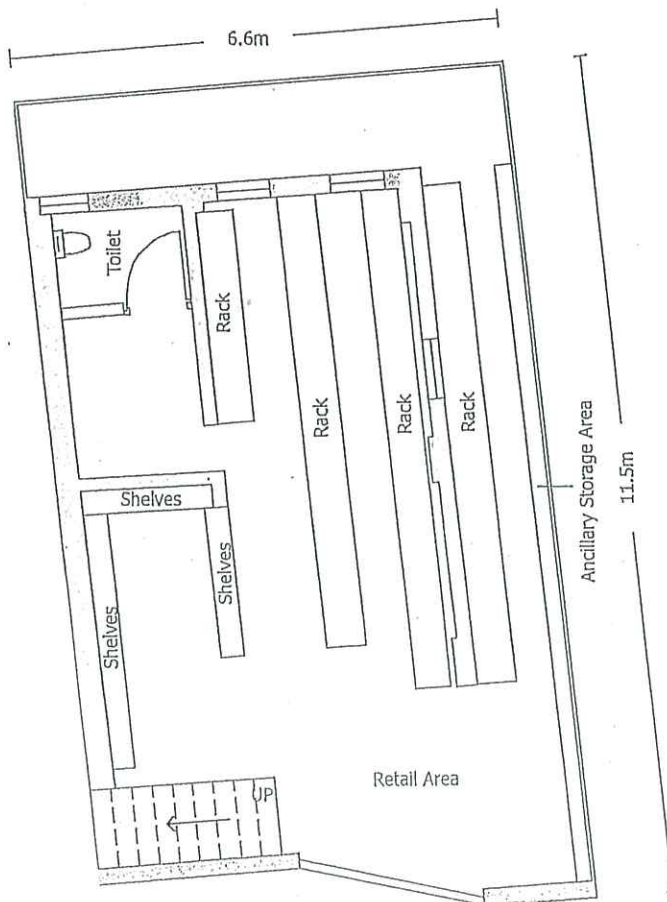 6.6m
Toilet
Rack
Rack
Rack
Rack
Shelves
Shelves
Shelves
Ancillary Storage Area
11.5m
Retail Area
UP